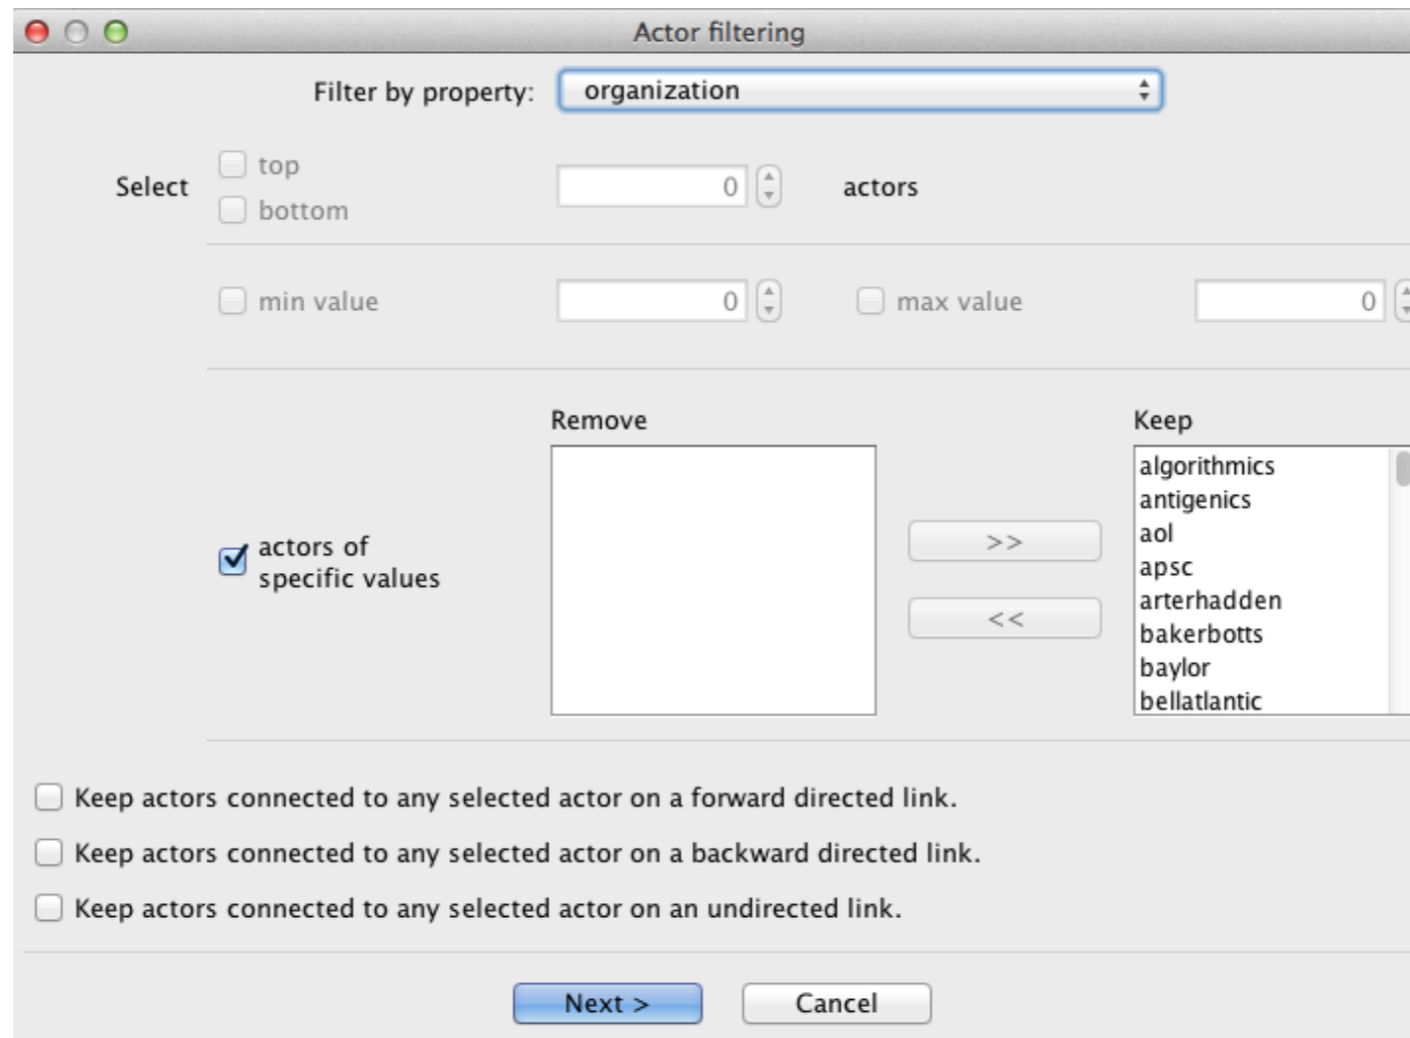 Actor filtering
Filter by property: organization
Select top 0 actors
bottom
min value 0 max value 0
Remove Keep
algorithmics
antigenics
aol
apsc
arterhadden
bakerbotts
baylor
bellatlantic
>>
<<
actors of
specific values
Keep actors connected to any selected actor on a forward directed link.
Keep actors connected to any selected actor on a backward directed link.
Keep actors connected to any selected actor on an undirected link.
Next > Cancel